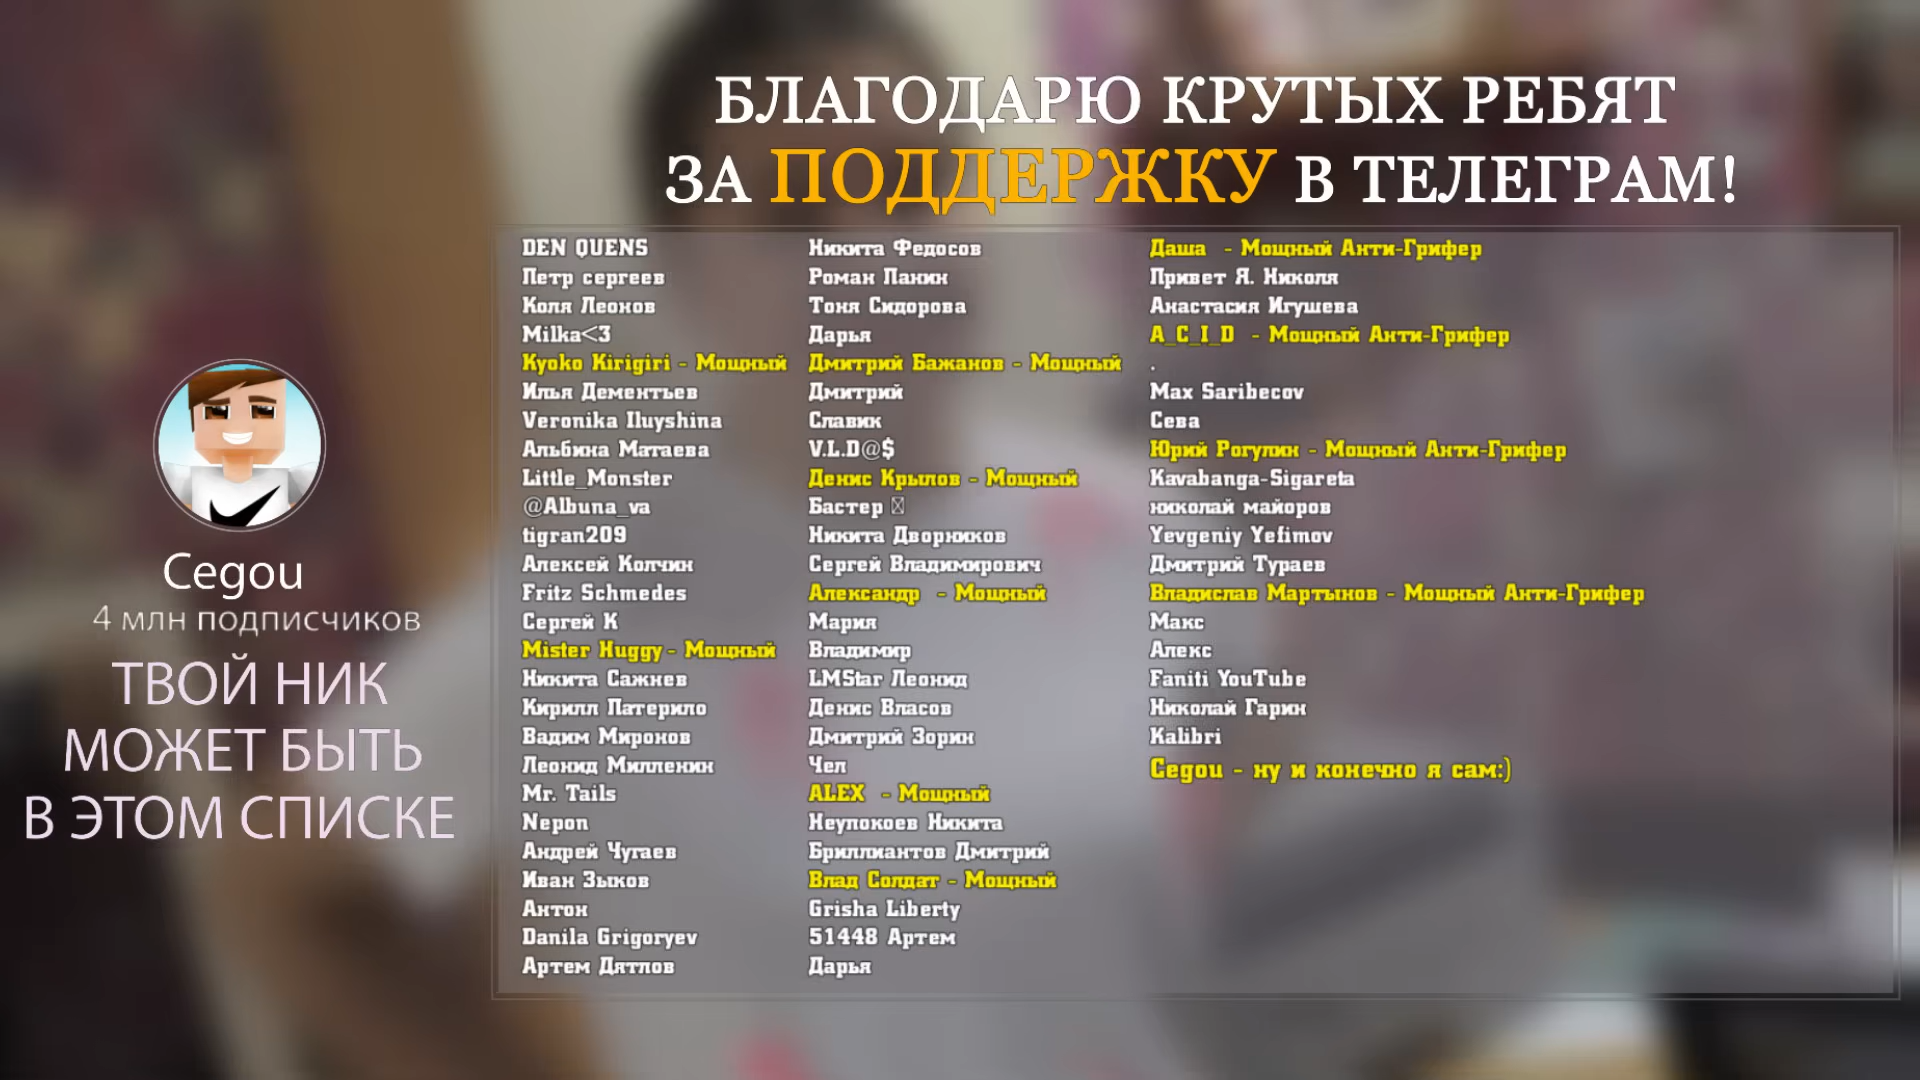 БЛАГОДАРЮ КРУТЫХ РЕБЯТ
ЗА ПОДДЕРЖКУ В ТЕЛЕГРАМ!
Cegou
4 млн подписчиков
ТВОЙ НИК
МОЖЕТ БЫТЬ
В ЭТОМ СПИСКЕ
DEN QUENS
Петр сергеев
Коля Леонов
Milka<3
Kyoko Kirigiri - Мощный
Илья Дементьев
Veronika Iluyshina
Альбина Матаева
Little_Monster
@Albuna_va
tigran209
Алексей Колчин
Fritz Schmedes
Сергей К
Mister Huggy - Мощный
Никита Сажнев
Кирилл Патерило
Вадим Миронов
Леонид Милленин
Mr. Tails
Nepon
Андрей Чугаев
Иван Зыков
Антон
Danila Grigoryev
Артем Дятлов
Никита Федосов
Роман Панин
Тоня Сидорова
Дарья
Дмитрий Бажанов - Мощный
Дмитрий
Славик
V.L.D@$
Денис Крылов - Мощный
Бастер
Никита Дворников
Сергей Владимирович
Александр - Мощный
Мария
Владимир
LMStar Леонид
Денис Власов
Дмитрий Зорин
Чел
ALEX - Мощный
Неупокоев Никита
Бриллиантов Дмитрий
Влад Солдат - Мощный
Grisha Liberty
51448 Артем
Дарья
Даша - Мощный Анти-Грифер
Привет Я. Николя
Анастасия Игушева
A_C_I_D - Мощный Анти-Грифер
.
Max Saribecov
Сева
Юрий Рогулин - Мощный Анти-Грифер
Kavabanga-Sigareta
николай майоров
Yevgeniy Yefimov
Дмитрий Тураев
Владислав Мартынов - Мощный Анти-Грифер
Макс
Алекс
Faniti YouTube
Николай Гарин
Kalibri
Cegou - ну и конечно я сам:)